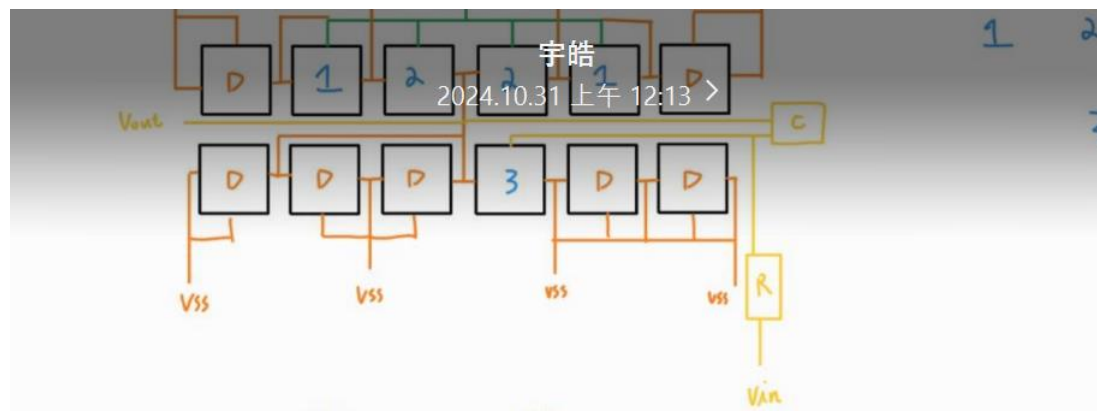 宇皓
2024.10.31 上午 12:13
1 2
D 1 2 2 1 D
Vout
C
D D D 3 D D
VSS VSS VSS VSS
R
Vin